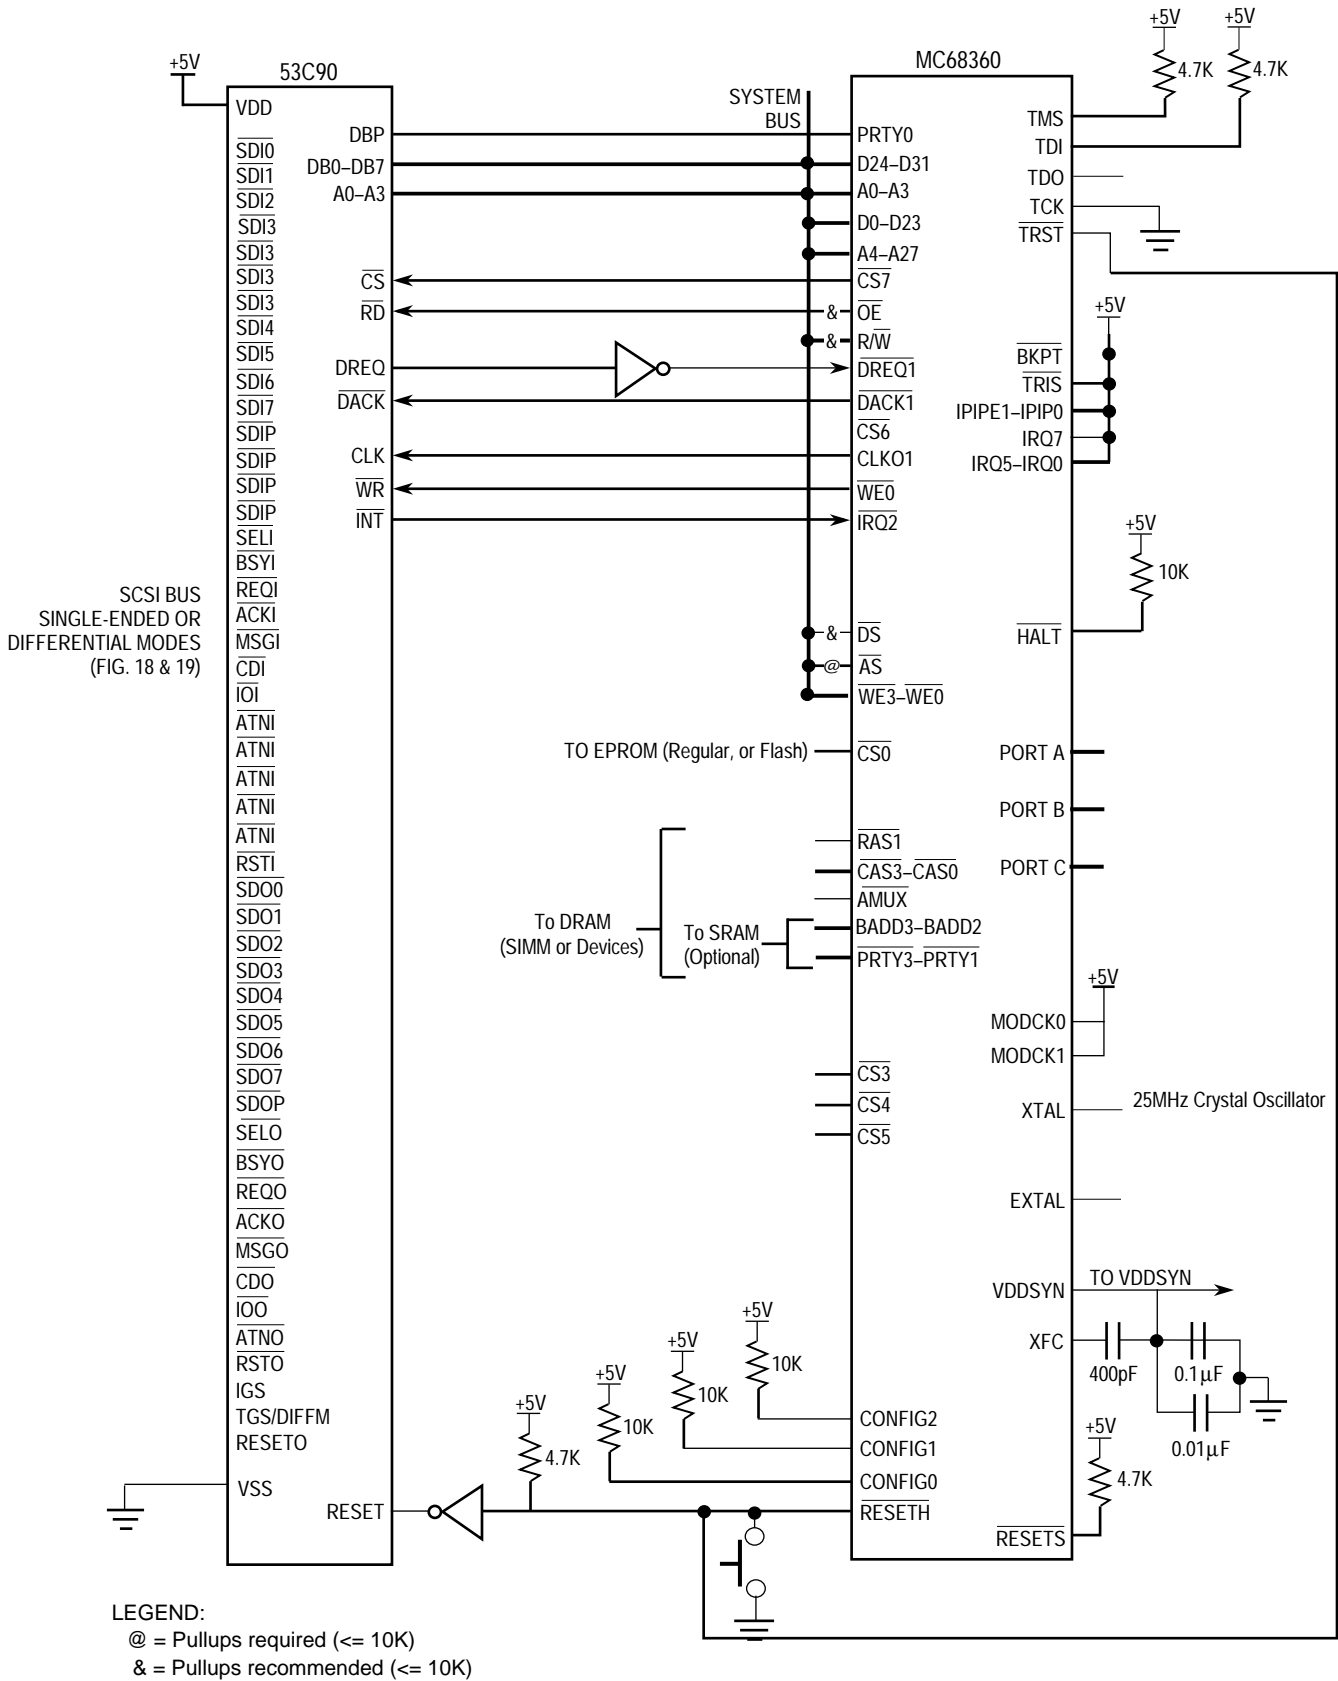 +5V
+5V
4.7K
4.7K
+5V
53C90
MC68360
SYSTEM
BUS
VDD
SDI0
SDI1
SDI2
SDI3
SDI3
SDI3
SDI3
SDI4
SDI5
SDI6
SDI7
SDIP
SDIP
SDIP
SDIP
SELI
BSYI
REQI
ACKI
MSGI
CDI
IOI
ATNI
ATNI
ATNI
ATNI
ATNI
RSTI
SDO0
SDO1
SDO2
SDO3
SDO4
SDO5
SDO6
SDO7
SDOP
SELO
BSYO
REQO
ACKO
MSGO
CDO
IOO
ATNO
RSTO
IGS
TGS/DIFFM
RESETO
VSS
SCSI BUS
SINGLE-ENDED OR
DIFFERENTIAL MODES
(FIG. 18 & 19)
DBP
DB0–DB7
A0–A3
CS
RD
DREQ
DACK
CLK
WR
INT
RESET
&
&
&
@
PRTY0
D24–D31
A0–A3
D0–D23
A4–A27
CS7
OE
R/W
DREQ1
DACK1
CS6
CLKO1
WE0
IRQ2
DS
AS
WE3–WE0
TO EPROM (Regular, or Flash)
CS0
RAS1
CAS3–CAS0
AMUX
BADD3–BADD2
PRTY3–PRTY1
To DRAM
(SIMM or Devices)
To SRAM
(Optional)
CS3
CS4
CS5
CONFIG2
CONFIG1
CONFIG0
RESETH
+5V
10K
+5V
10K
+5V
10K
+5V
4.7K
TMS
TDI
TDO
TCK
TRST
+5V
BKPT
TRIS
IPIPE1–IPIP0
IRQ7
IRQ5–IRQ0
+5V
10K
HALT
PORT A
PORT B
PORT C
+5V
MODCK0
MODCK1
XTAL
25MHz Crystal Oscillator
EXTAL
VDDSYN
TO VDDSYN
XFC
400pF
0.1µF
0.01µF
+5V
4.7K
RESETS
LEGEND:
@ = Pullups required (<= 10K)
& = Pullups recommended (<= 10K)